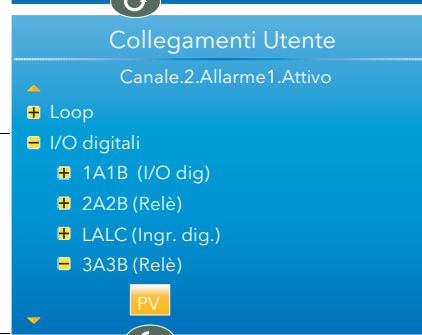 Collegamenti Utente
Canale.2.Allarme1.Attivo
Loop
I/O digitali
1A1B (I/O dig)
2A2B (Relè)
LALC (Ingr. dig.)
3A3B (Relè)
PV